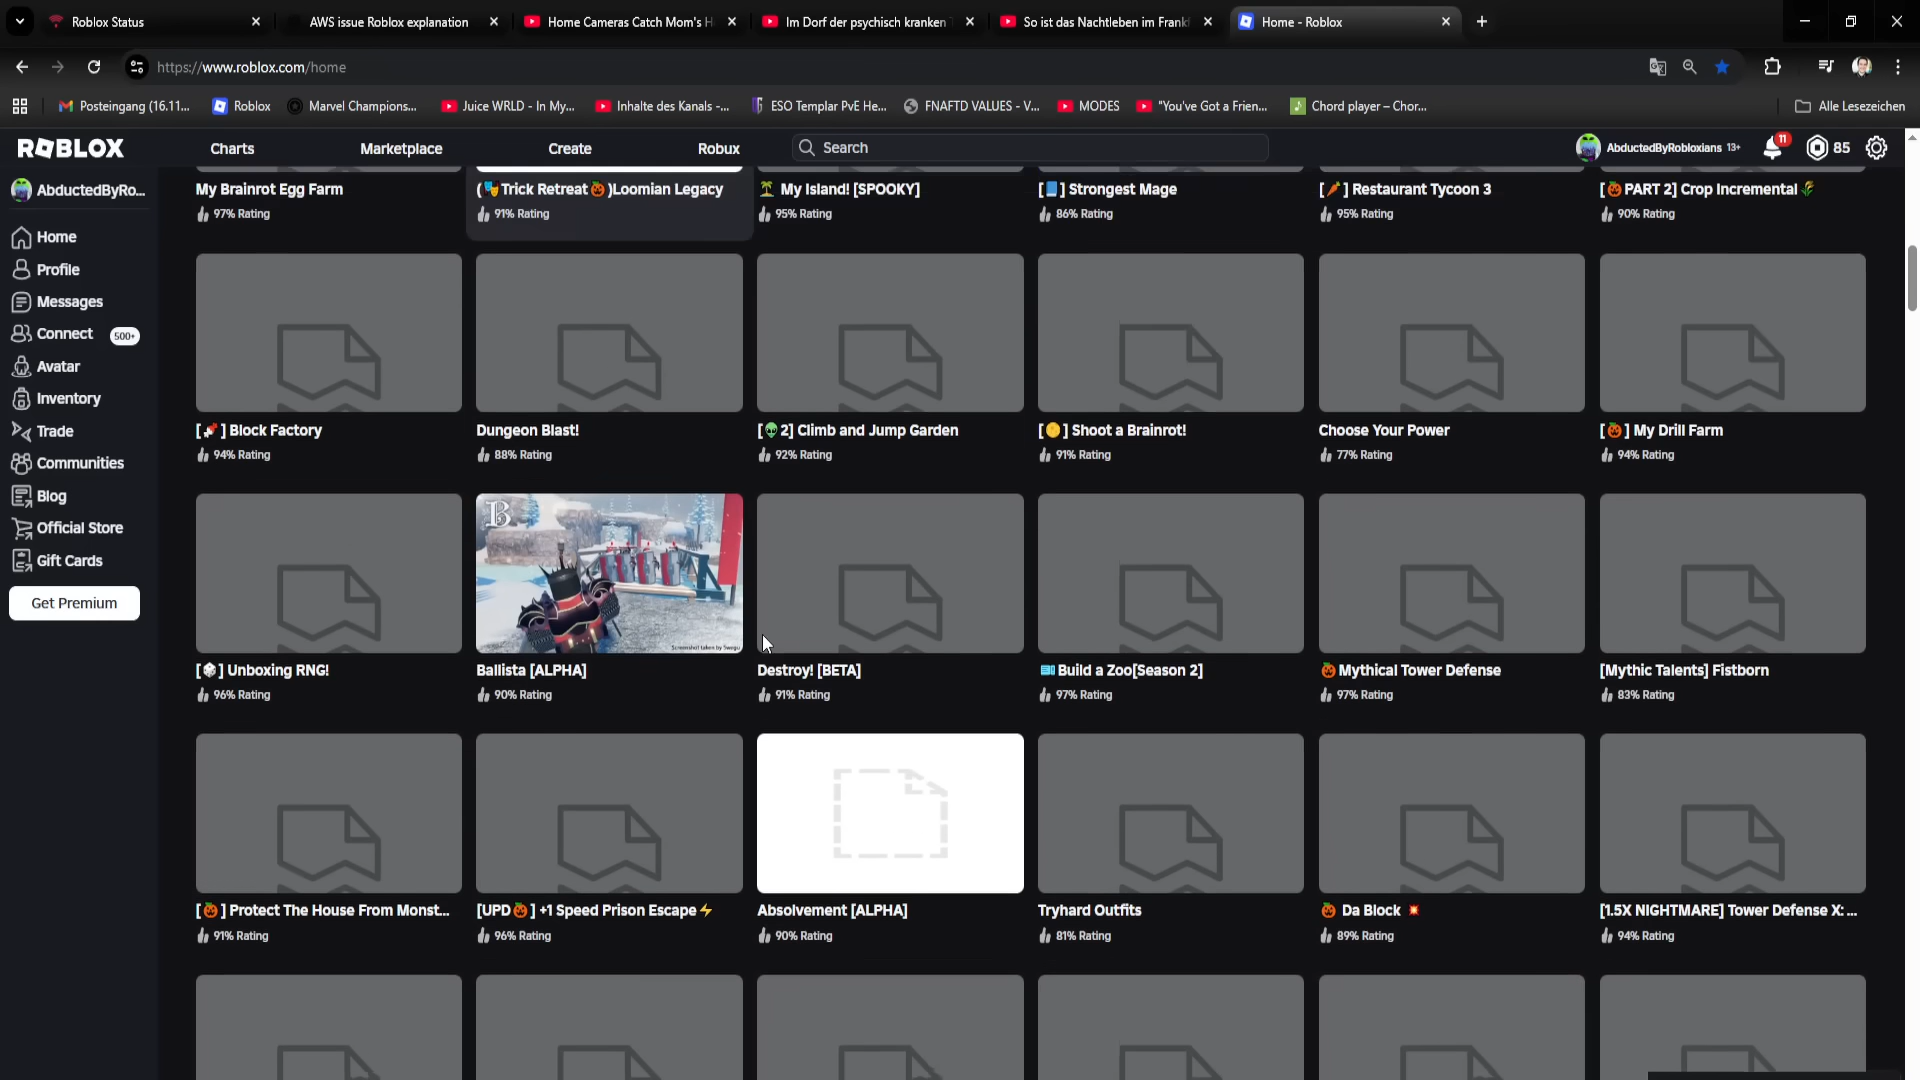 Roblox Status
AWS issue Roblox explanation
Home Cameras Catch Mom's H
Im Dorf der psychisch kranken
So ist das Nachtleben im Frank
Home - Roblox
https://www.roblox.com/home
Posteingang (16.11...
Roblox
Marvel Champions...
Juice WRLD - In My...
Inhalte des Kanals -...
ESO Templar PvE He...
FNAFTD VALUES - V...
MODES
"You've Got a Frien...
Chord player – Chor...
Alle Lesezeichen
ROBLOX
Charts
Marketplace
Create
Robux
Search
AbductedByRobloxians 13+
11
85
AbductedByRo...
Home
Profile
Messages
Connect 500+
Avatar
Inventory
Trade
Communities
Blog
Official Store
Gift Cards
Get Premium
My Brainrot Egg Farm
97% Rating
(🎭Trick Retreat🎃)Loomian Legacy
91% Rating
🏝️ My Island! [SPOOKY]
95% Rating
[📘] Strongest Mage
86% Rating
[🥕] Restaurant Tycoon 3
95% Rating
[🎃PART 2] Crop Incremental🌾
90% Rating
[🧨] Block Factory
94% Rating
Dungeon Blast!
88% Rating
[👽2] Climb and Jump Garden
92% Rating
[🌕] Shoot a Brainrot!
91% Rating
Choose Your Power
77% Rating
[🎃] My Drill Farm
94% Rating
[🎲] Unboxing RNG!
96% Rating
B
Screenshot taken by Swegu
Ballista [ALPHA]
90% Rating
Destroy! [BETA]
91% Rating
🎫Build a Zoo[Season 2]
97% Rating
🎃Mythical Tower Defense
97% Rating
[Mythic Talents] Fistborn
83% Rating
[🎃] Protect The House From Monst...
91% Rating
[UPD🎃] +1 Speed Prison Escape⚡
96% Rating
Absolvement [ALPHA]
90% Rating
Tryhard Outfits
81% Rating
🎃 Da Block 💥
89% Rating
[1.5X NIGHTMARE] Tower Defense X: ...
94% Rating